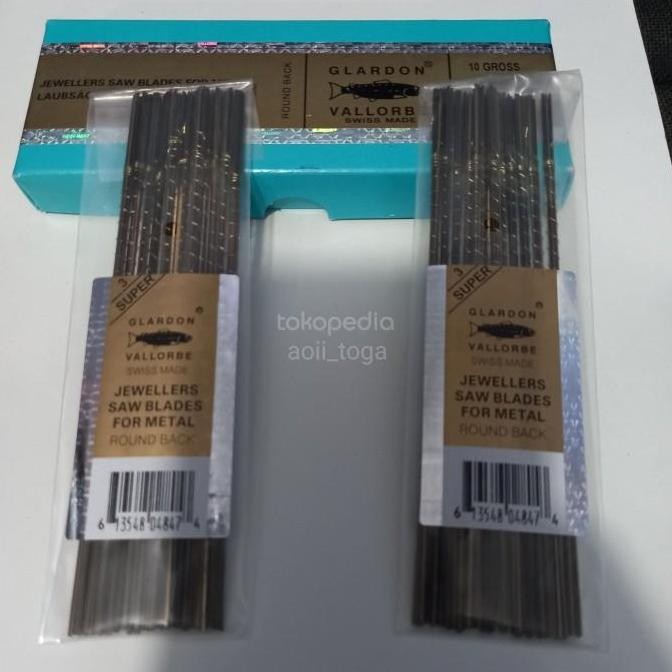 JEWELLERS SAW BLADES FOR
LAUBSÄ
ROUND BACK
GLARDON®
VALLORB
SWISS MADE
10 GROSS
3
SUPER
GLARDON®
VALLORBE
SWISS MADE
JEWELLERS
SAW BLADES
FOR METAL
ROUND BACK
6 13548 04847 4
3
SUPER
GLARDON®
VALLORBE
SWISS MADE
JEWELLERS
SAW BLADES
FOR METAL
ROUND BACK
6 13548 04847 4
tokopedia
aoii_toga